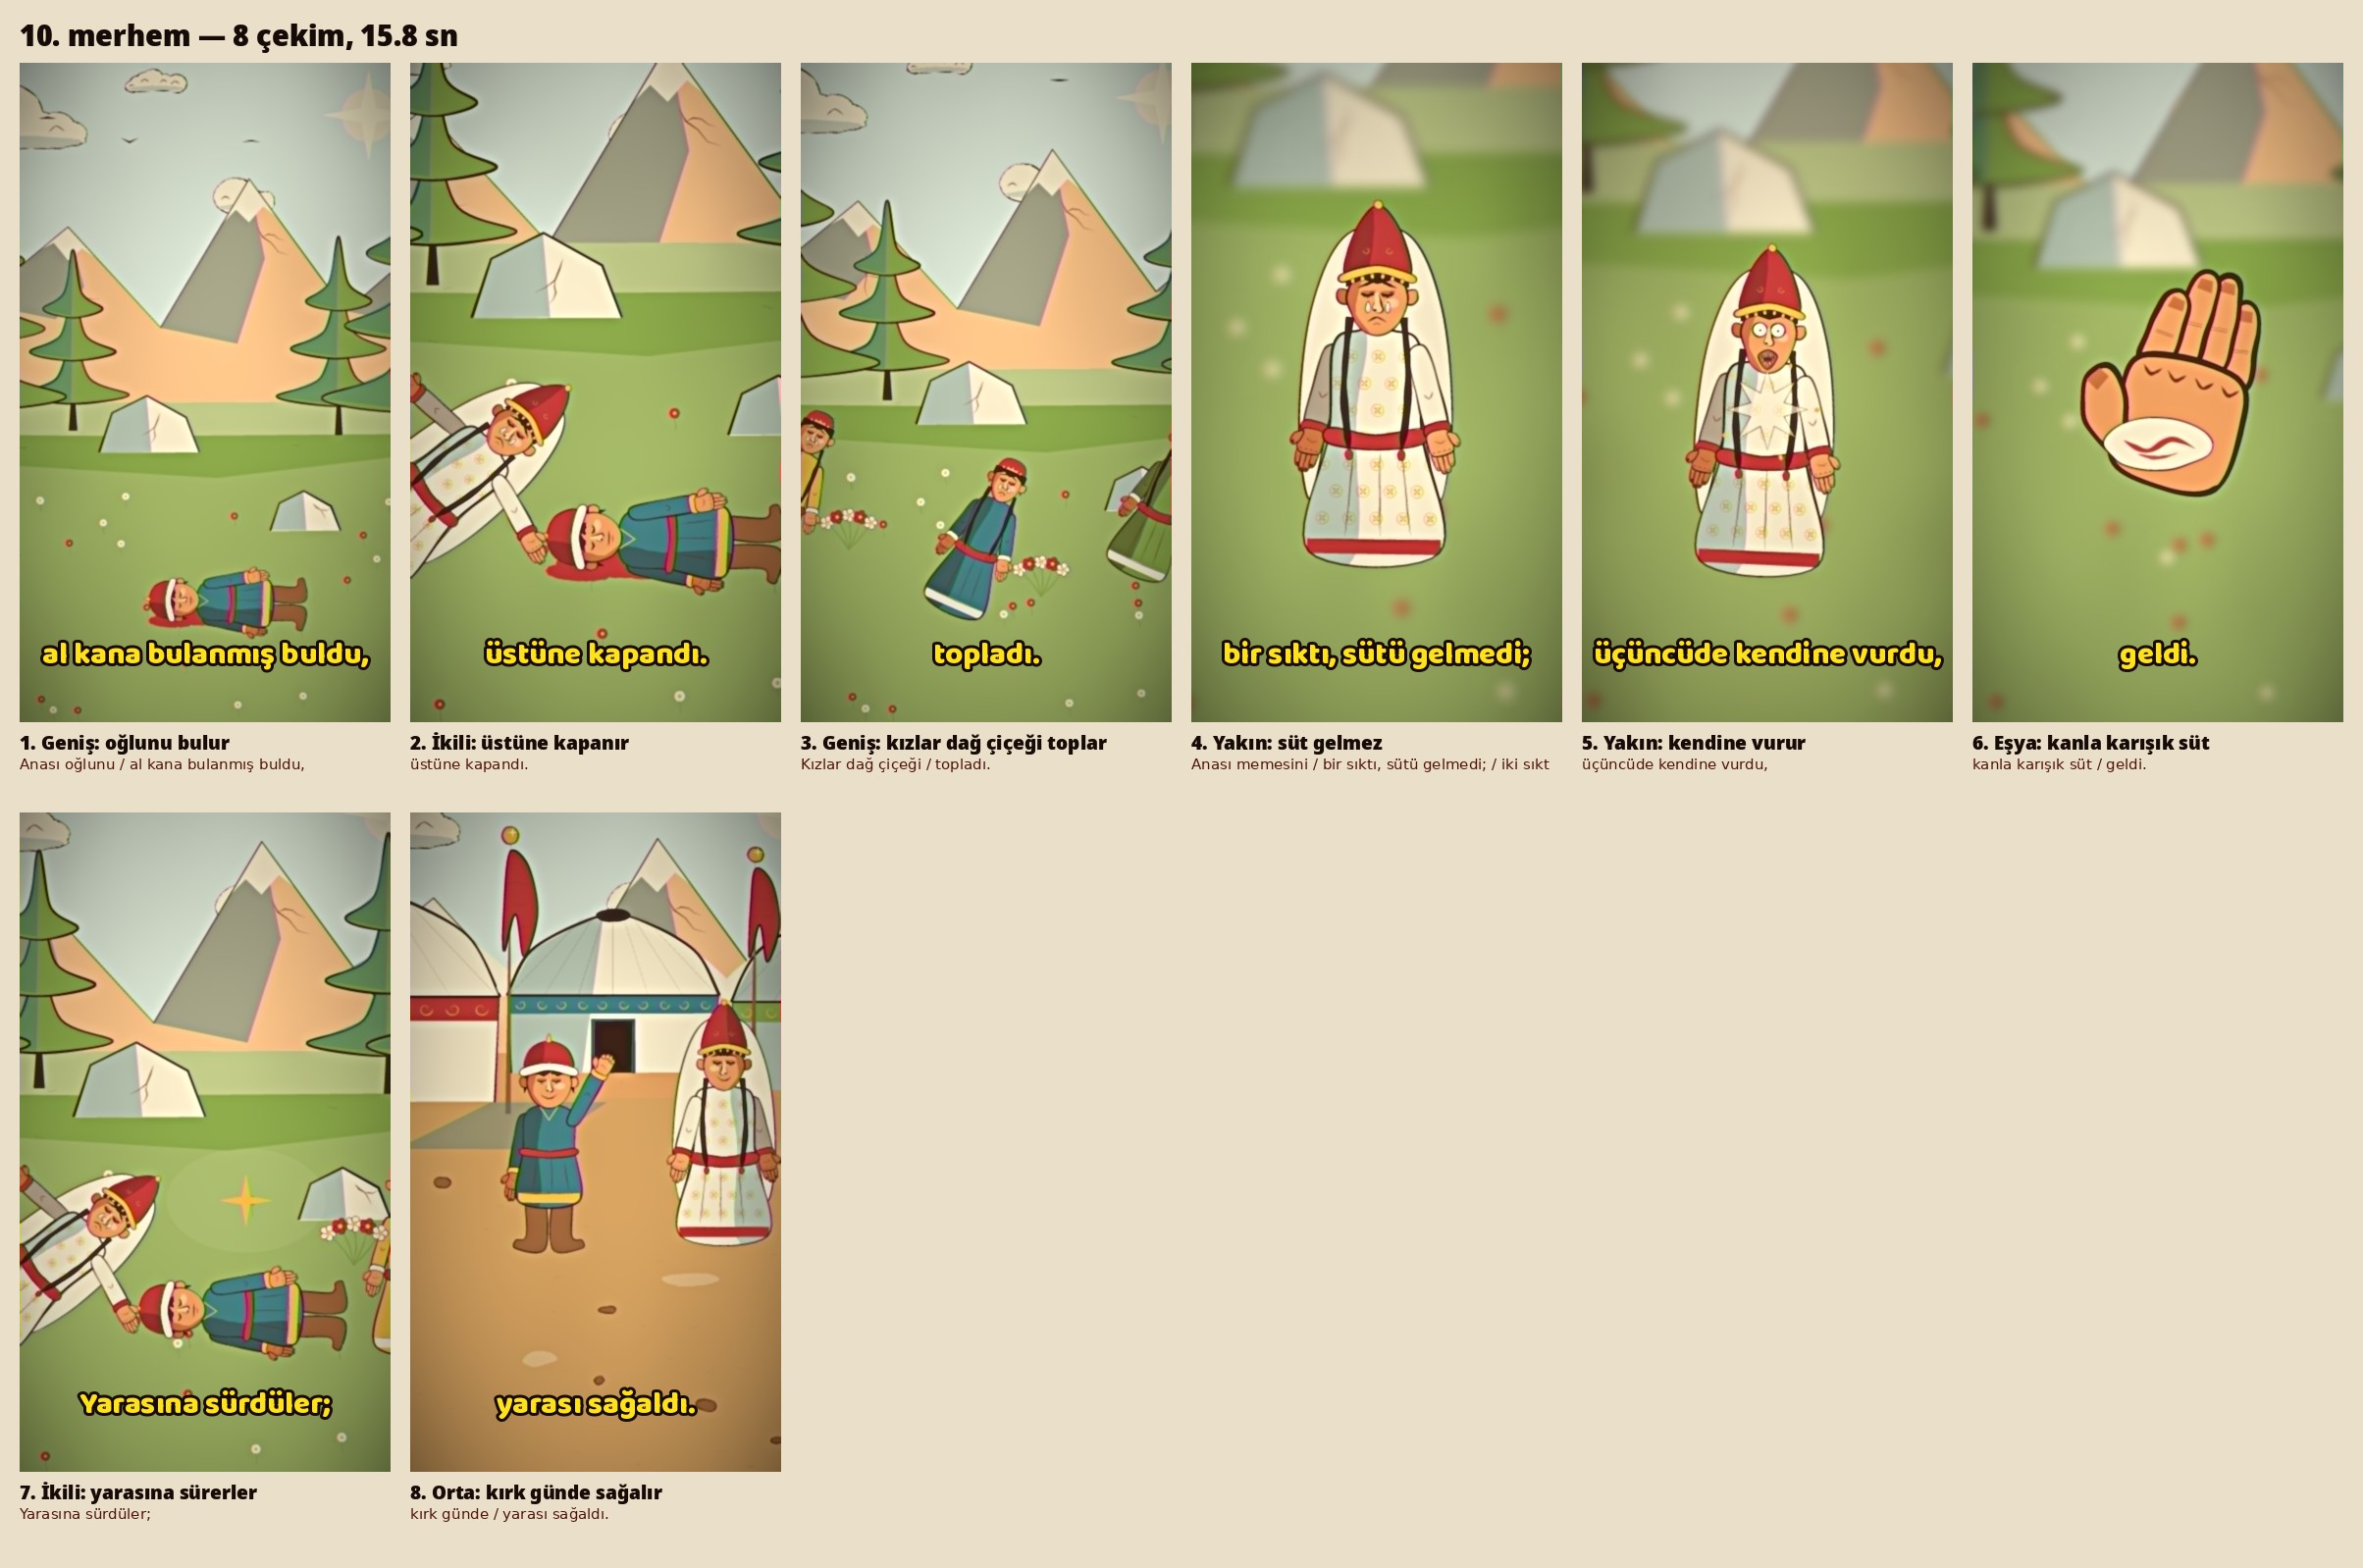 10. merhem — 8 çekim, 15.8 sn
al kana bulanmış buldu,
üstüne kapandı.
topladı.
bir sıktı, sütü gelmedi;
üçüncüde kendine vurdu,
geldi.
1. Geniş: oğlunu bulur
Anası oğlunu / al kana bulanmış buldu,
2. İkili: üstüne kapanır
üstüne kapandı.
3. Geniş: kızlar dağ çiçeği toplar
Kızlar dağ çiçeği / topladı.
4. Yakın: süt gelmez
Anası memesini / bir sıktı, sütü gelmedi; / iki sıkt
5. Yakın: kendine vurur
üçüncüde kendine vurdu,
6. Eşya: kanla karışık süt
kanla karışık süt / geldi.
Yarasına sürdüler;
yarası sağaldı.
7. İkili: yarasına sürerler
Yarasına sürdüler;
8. Orta: kırk günde sağalır
kırk günde / yarası sağaldı.